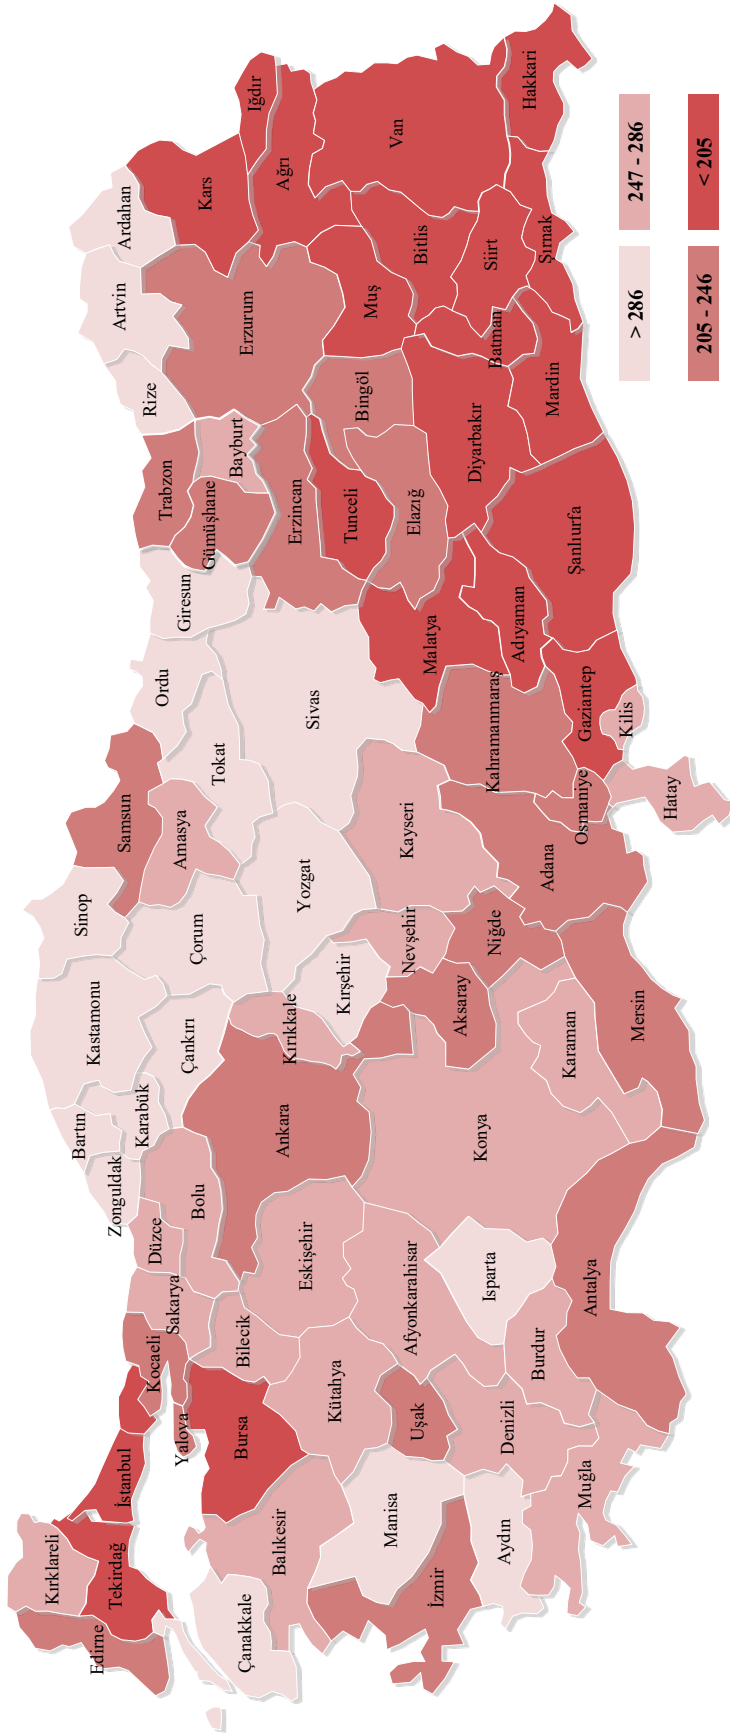 Kırklareli
Edirne
Tekirdağ
İstanbul
Kocaeli
Yalova
Sakarya
Düzce
Zonguldak
Bartın
Karabük
Kastamonu
Sinop
Samsun
Ordu
Giresun
Trabzon
Rize
Artvin
Ardahan
Çanakkale
Balıkesir
Bursa
Bilecik
Bolu
Çankırı
Çorum
Amasya
Tokat
Gümüşhane
Bayburt
Erzurum
Kars
Iğdır
Ağrı
Kütahya
Eskişehir
Ankara
Kırıkkale
Kırşehir
Yozgat
Sivas
Erzincan
Tunceli
Bingöl
Muş
Bitlis
Van
Manisa
İzmir
Uşak
Afyonkarahisar
Konya
Aksaray
Nevşehir
Niğde
Kayseri
Malatya
Elazığ
Diyarbakır
Batman
Siirt
Şırnak
Hakkari
Aydın
Denizli
Muğla
Burdur
Isparta
Antalya
Karaman
Mersin
Adana
Osmaniye
Kahramanmaraş
Hatay
Kilis
Gaziantep
Adıyaman
Şanlıurfa
Mardin
> 286
247 - 286
205 - 246
< 205